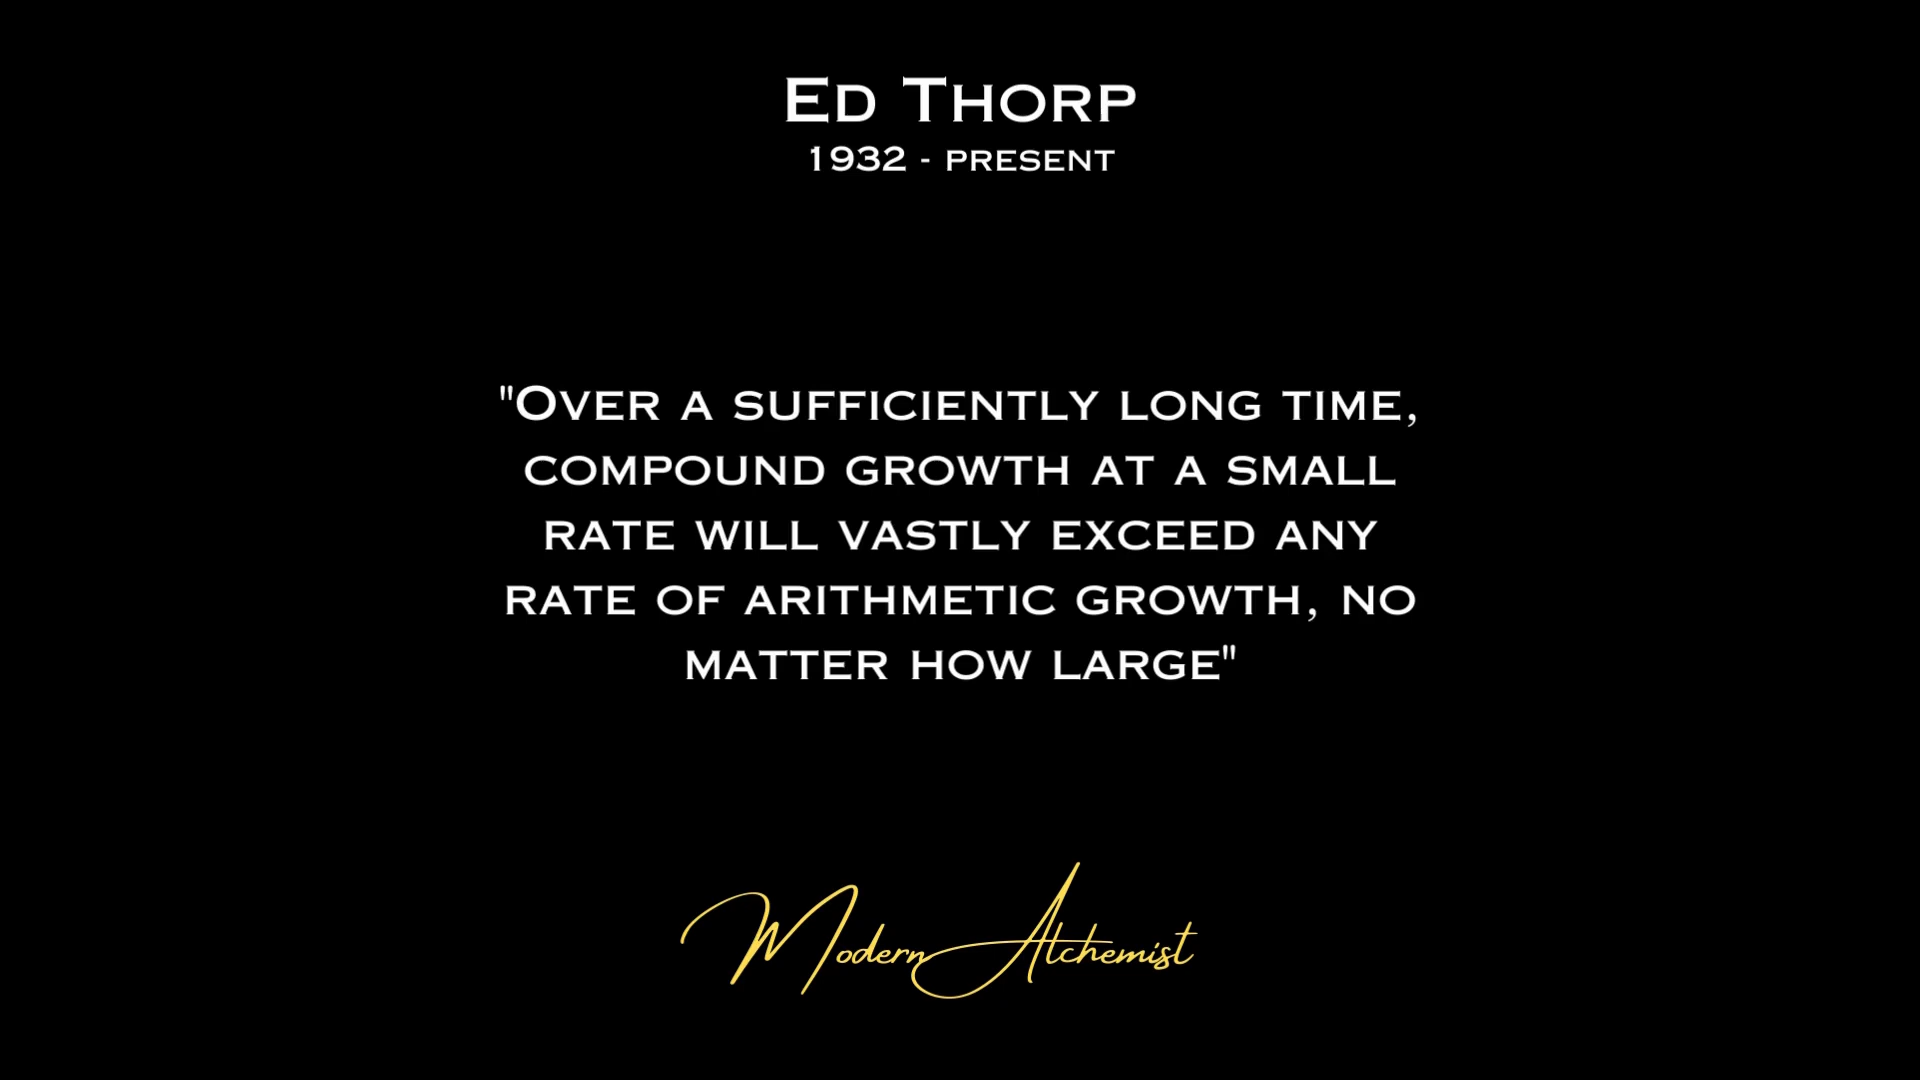 Ed Thorp
1932 - present
"Over a sufficiently long time,
compound growth at a small
rate will vastly exceed any
rate of arithmetic growth, no
matter how large"
Modern Alchemist